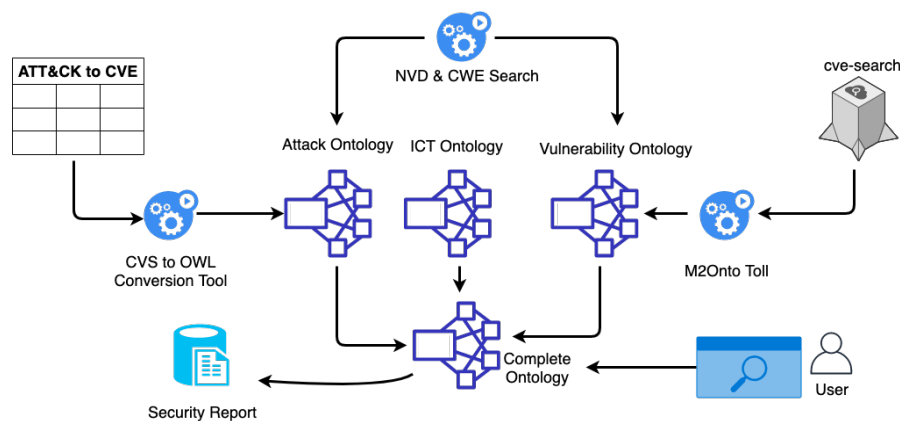 NVD & CWE Search
ATT&CK to CVE
cve-search
Attack Ontology
ICT Ontology
Vulnerability Ontology
CVS to OWL
Conversion Tool
M2Onto Toll
Complete
Ontology
Security Report
User